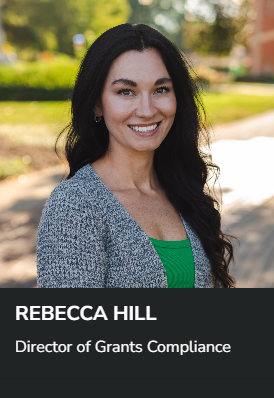 REBECCA HILL
Director of Grants Compliance